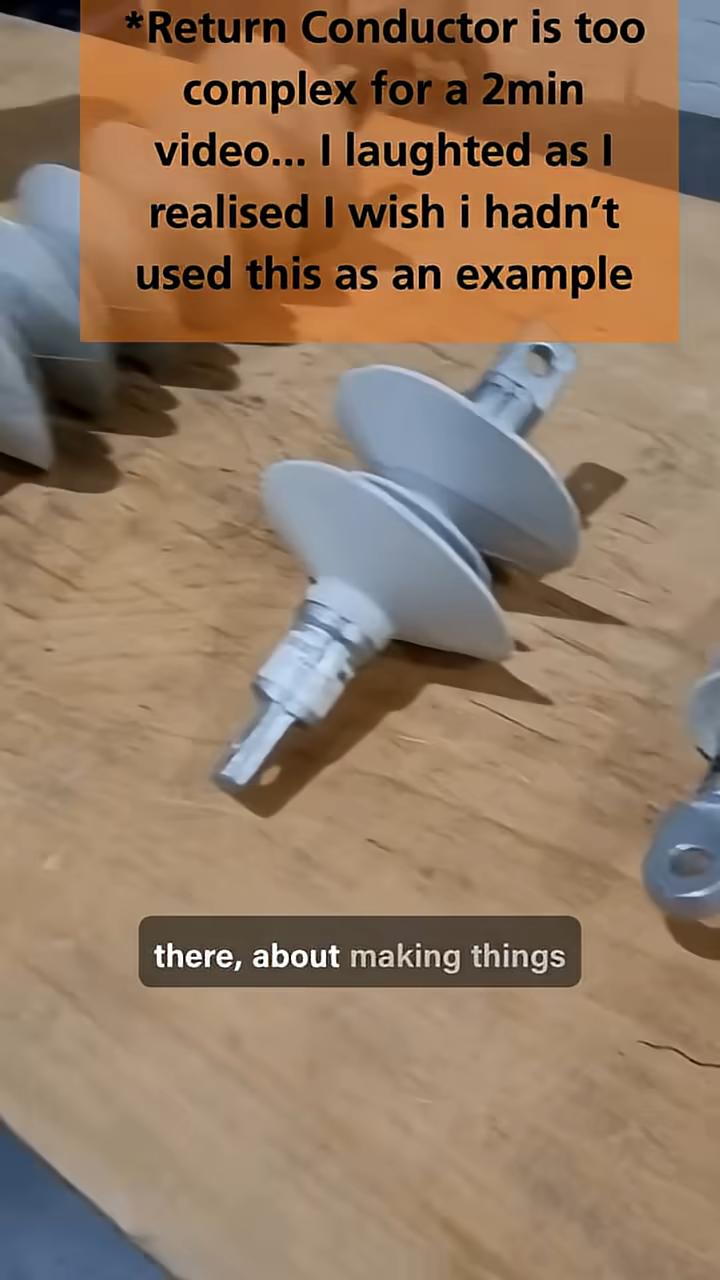 *Return Conductor is too
complex for a 2min
video... I laughted as I
realised I wish i hadn't
used this as an example
there, about making things